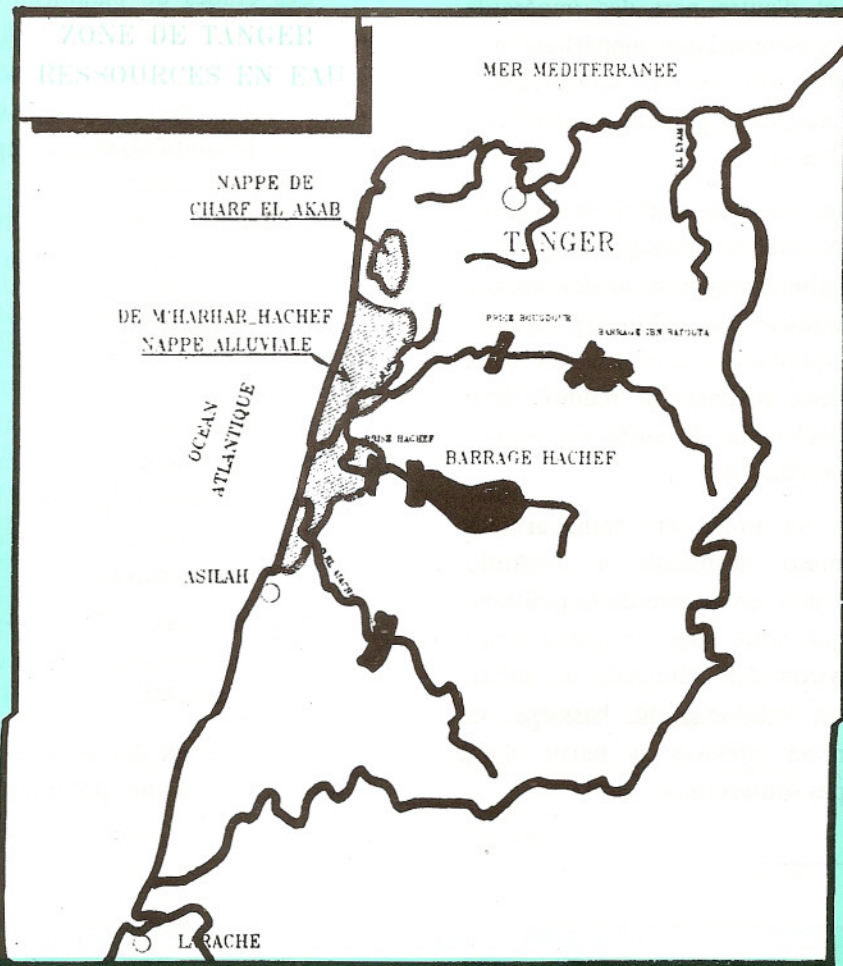 ZONE DE TANGER
RESSOURCES EN EAU
MER MEDITERRANEE
NAPPE DE
CHARF EL AKAB
TANGER
DE M'HARHAR_HACHEF
NAPPE ALLUVIALE
PRISE BOUGDOUR
BARRAGE IBN BATOUTA
OCEAN
ATLANTIQUE
PRISE HACHEF
BARRAGE HACHEF
ASILAH
LARACHE